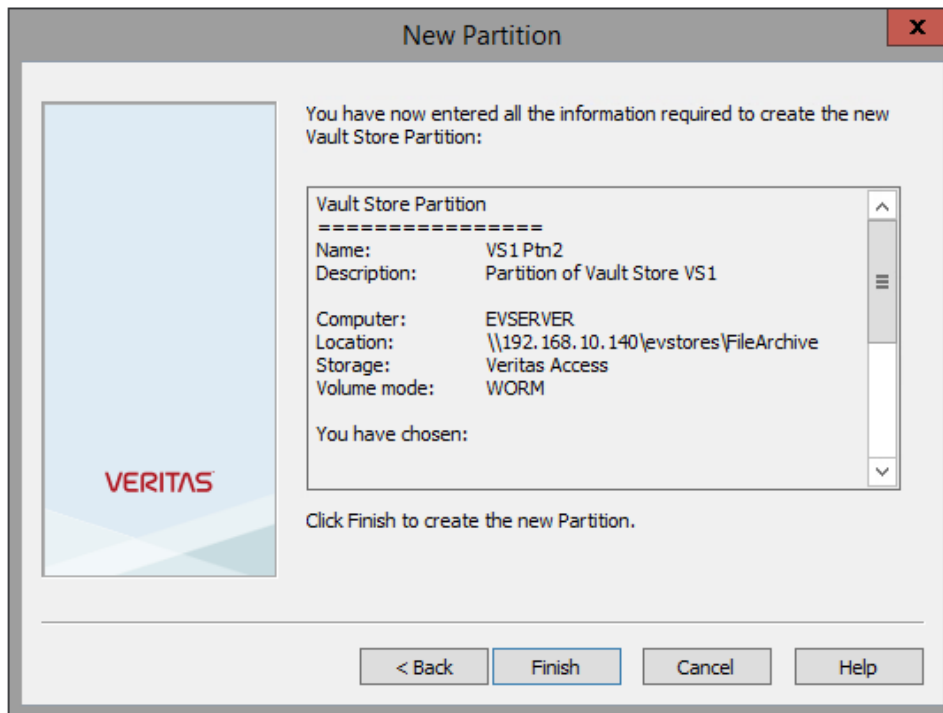 New Partition
x
You have now entered all the information required to create the new
Vault Store Partition:
Vault Store Partition
================
Name: VS1 Ptn2
Description: Partition of Vault Store VS1
Computer: EVSERVER
Location: \\192.168.10.140\evstores\FileArchive
Storage: Veritas Access
Volume mode: WORM
You have chosen:
VERITAS
Click Finish to create the new Partition.
< Back Finish Cancel Help